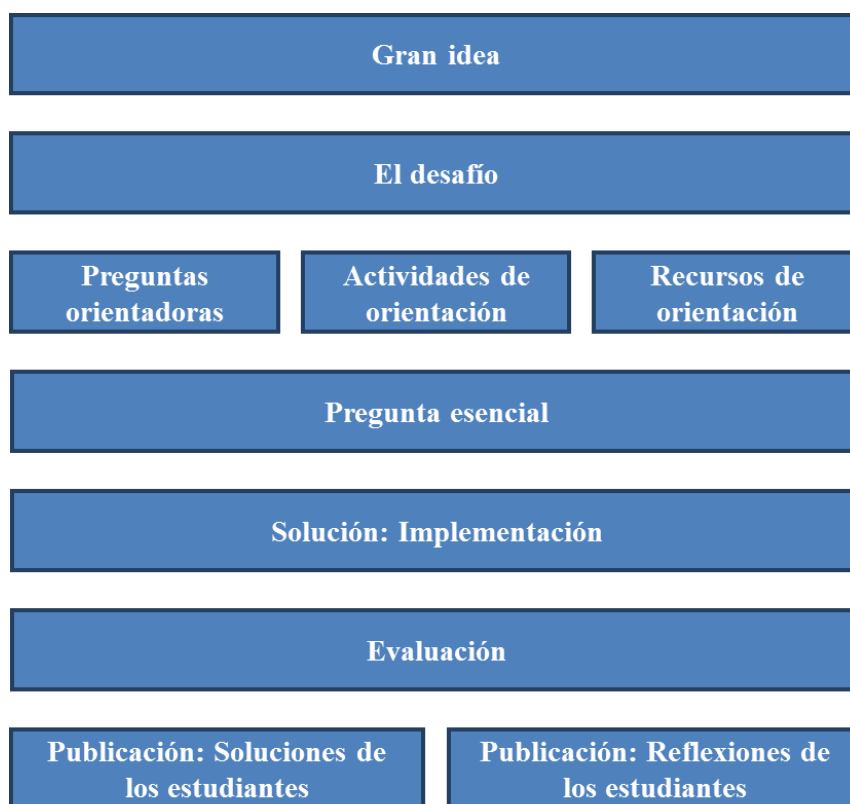 Gran idea
El desafío
Preguntas
orientadoras
Actividades de
orientación
Recursos de
orientación
Pregunta esencial
Solución: Implementación
Evaluación
Publicación: Soluciones de
los estudiantes
Publicación: Reflexiones de
los estudiantes